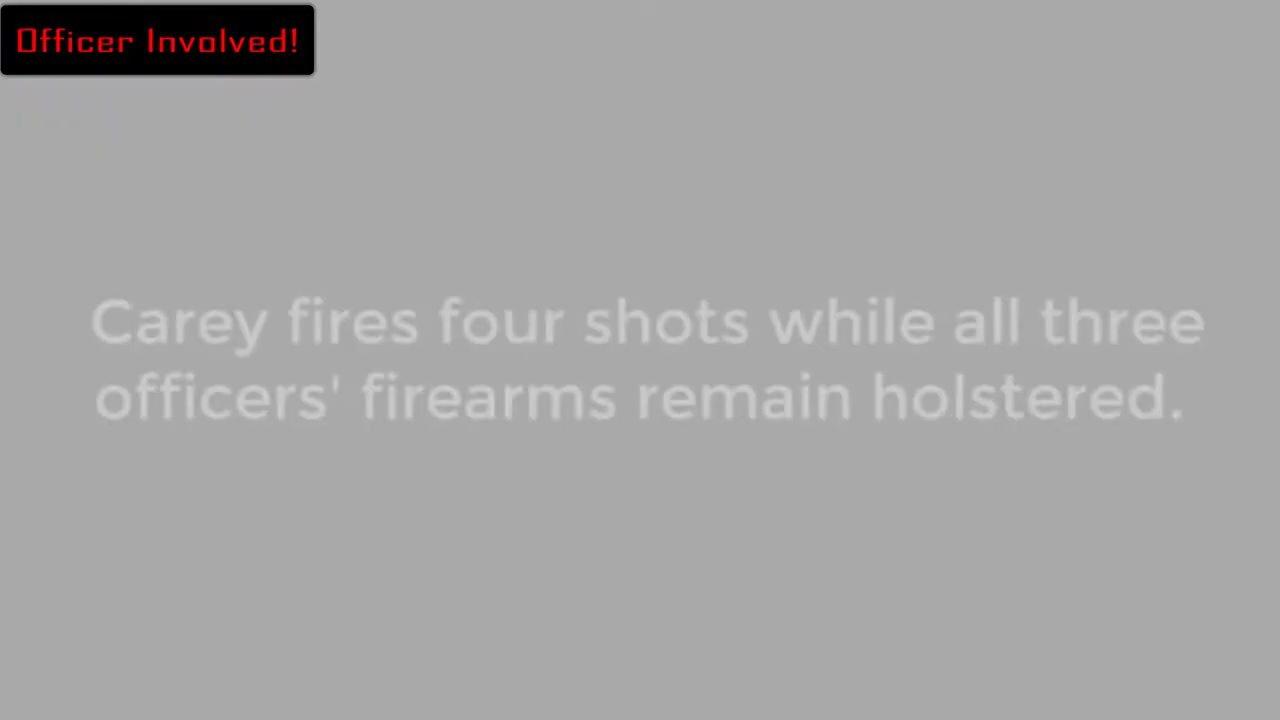 Officer Involved!
Carey fires four shots while all three
officers' firearms remain holstered.